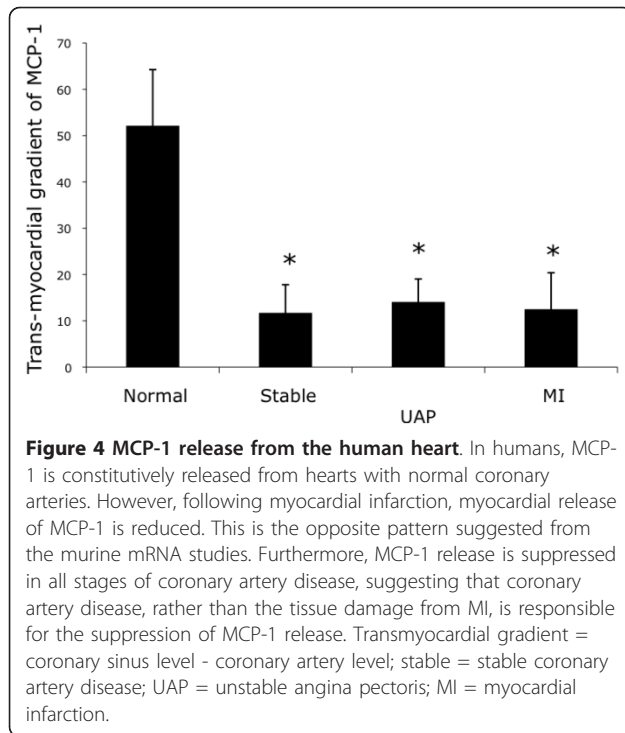 Trans-myocardial gradient of MCP-1
70
60
50
40
30
20
10
0
* * *
Normal Stable UAP MI
Figure 4 MCP-1 release from the human heart. In humans, MCP-
1 is constitutively released from hearts with normal coronary
arteries. However, following myocardial infarction, myocardial release
of MCP-1 is reduced. This is the opposite pattern suggested from
the murine mRNA studies. Furthermore, MCP-1 release is suppressed
in all stages of coronary artery disease, suggesting that coronary
artery disease, rather than the tissue damage from MI, is responsible
for the suppression of MCP-1 release. Transmyocardial gradient =
coronary sinus level - coronary artery level; stable = stable coronary
artery disease; UAP = unstable angina pectoris; MI = myocardial
infarction.